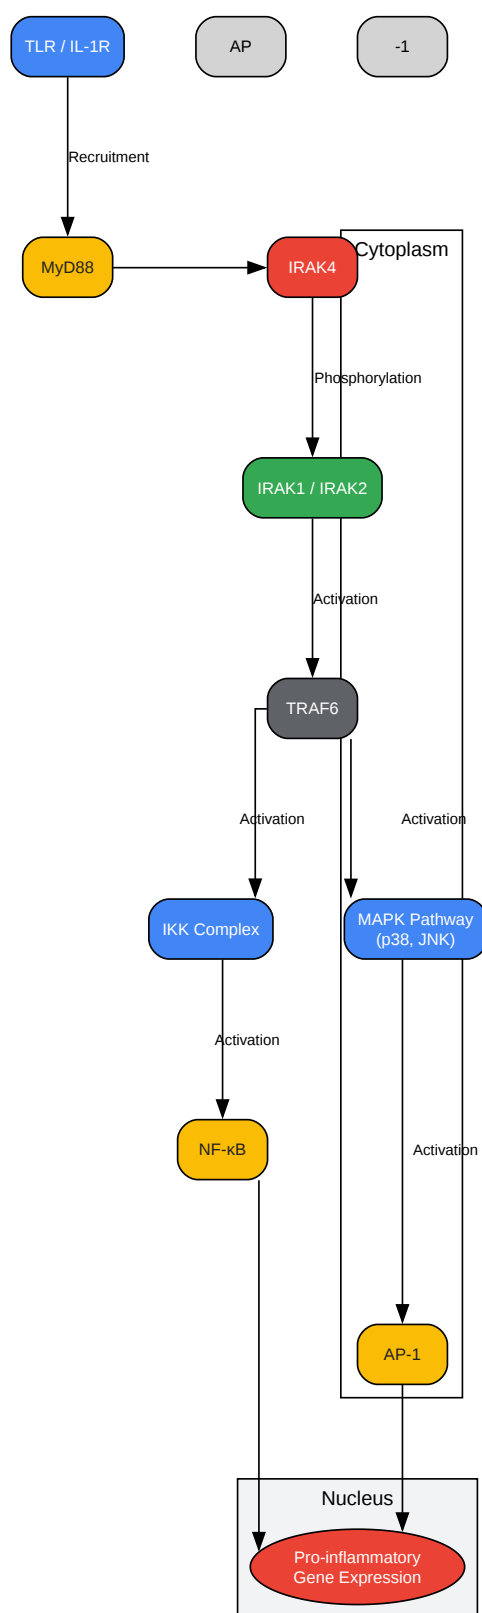 TLR / IL-1R
AP
-1
Recruitment
MyD88
IRAK4
Cytoplasm
Phosphorylation
IRAK1 / IRAK2
Activation
TRAF6
Activation
Activation
IKK Complex
MAPK Pathway
(p38, JNK)
Activation
NF-κB
Activation
AP-1
Nucleus
Pro-inflammatory
Gene Expression